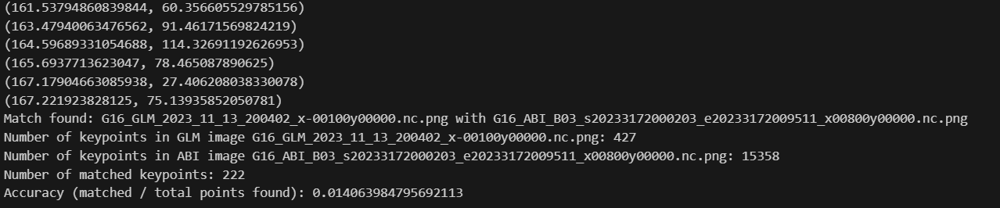 (161.53794860839844, 60.356605529785156)
(163.47940063476562, 91.46171569824219)
(164.59689331054688, 114.32691192626953)
(165.6937713623047, 78.465087890625)
(167.17904663085938, 27.406208038330078)
(167.221923828125, 75.13935852050781)
Match found: G16_GLM_2023_11_13_200402_x-00100y00000.nc.png with G16_ABI_B03_s20233172000203_e20233172009511_x00800y00000.nc.png
Number of keypoints in GLM image G16_GLM_2023_11_13_200402_x-00100y00000.nc.png: 427
Number of keypoints in ABI image G16_ABI_B03_s20233172000203_e20233172009511_x00800y00000.nc.png: 15358
Number of matched keypoints: 222
Accuracy (matched / total points found): 0.014063984795692113